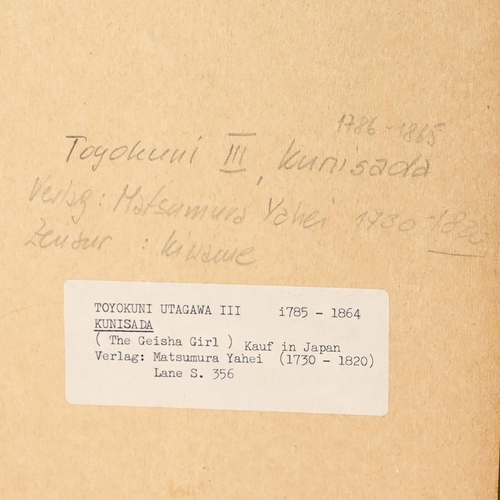 1786-1865
Toyokuni III, Kunisada
Verlag: Matsumura Yahei 1730-1820
Zensur : Kiwame
TOYOKUNI UTAGAWA III i785 - 1864
KUNISADA
( The Geisha Girl ) Kauf in Japan
Verlag: Matsumura Yahei (1730 - 1820)
Lane S. 356